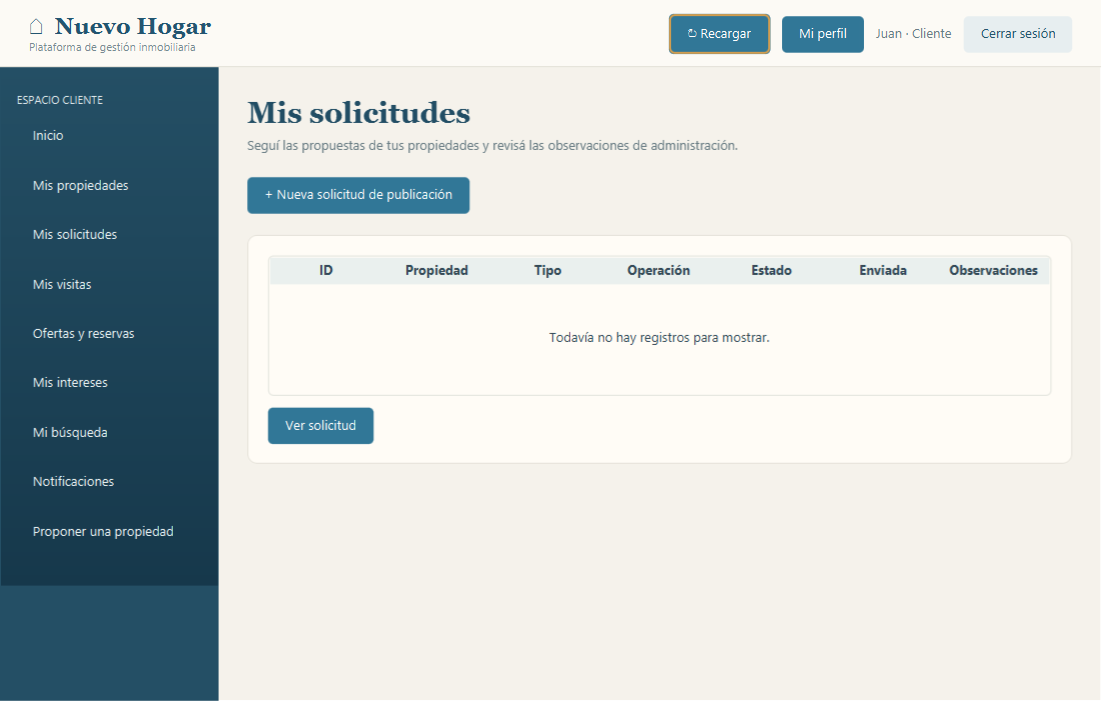 Nuevo Hogar
Plataforma de gestión inmobiliaria
Recargar
Mi perfil
Juan · Cliente
Cerrar sesión
ESPACIO CLIENTE
Inicio
Mis propiedades
Mis solicitudes
Mis visitas
Ofertas y reservas
Mis intereses
Mi búsqueda
Notificaciones
Proponer una propiedad
Mis solicitudes
Seguí las propuestas de tus propiedades y revisá las observaciones de administración.
+ Nueva solicitud de publicación
ID Propiedad Tipo Operación Estado Enviada Observaciones
Todavía no hay registros para mostrar.
Ver solicitud